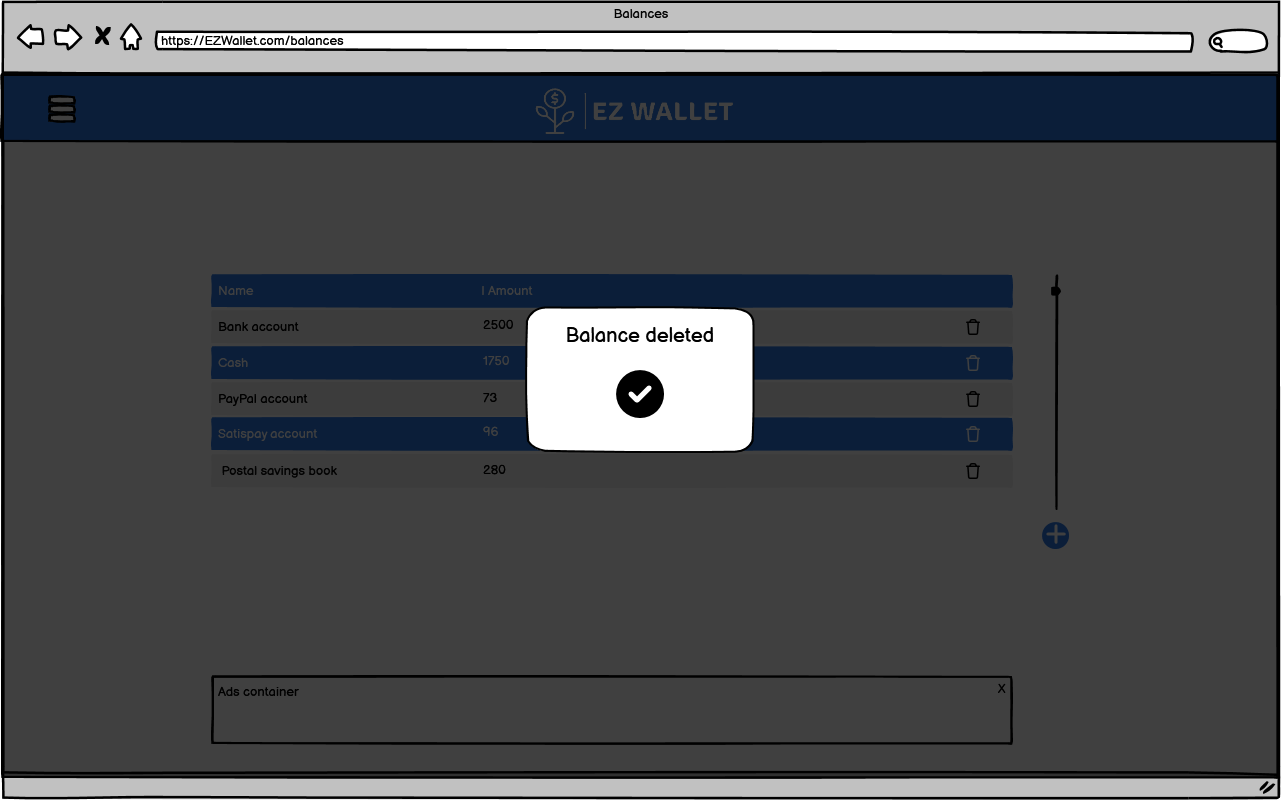 Balances
https://EZWallet.com/balances
EZ WALLET
Name | Amount
Bank account 2500
Cash 1750
PayPal account 73
Satispay account 96
Postal savings book 280
Balance deleted
Ads container X